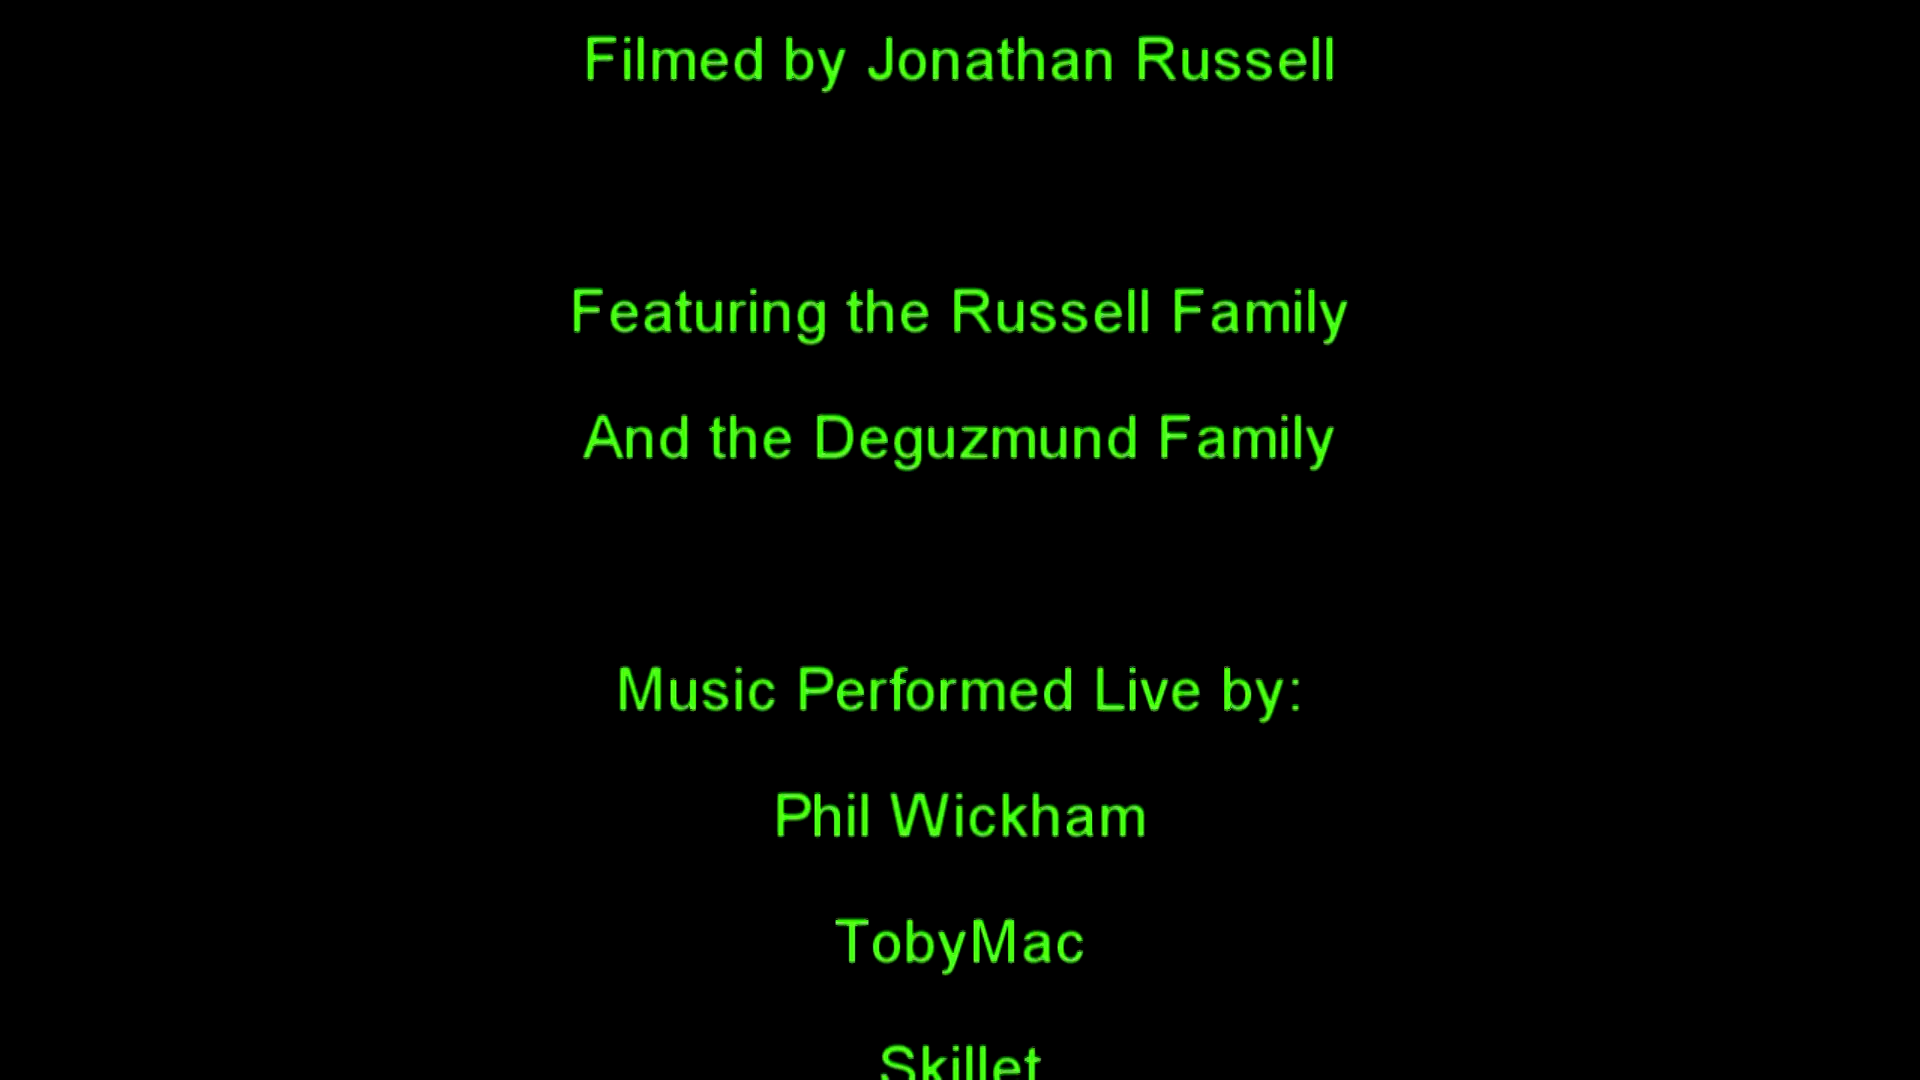 Filmed by Jonathan Russell
Featuring the Russell Family
And the Deguzmund Family
Music Performed Live by:
Phil Wickham
TobyMac
Skillet